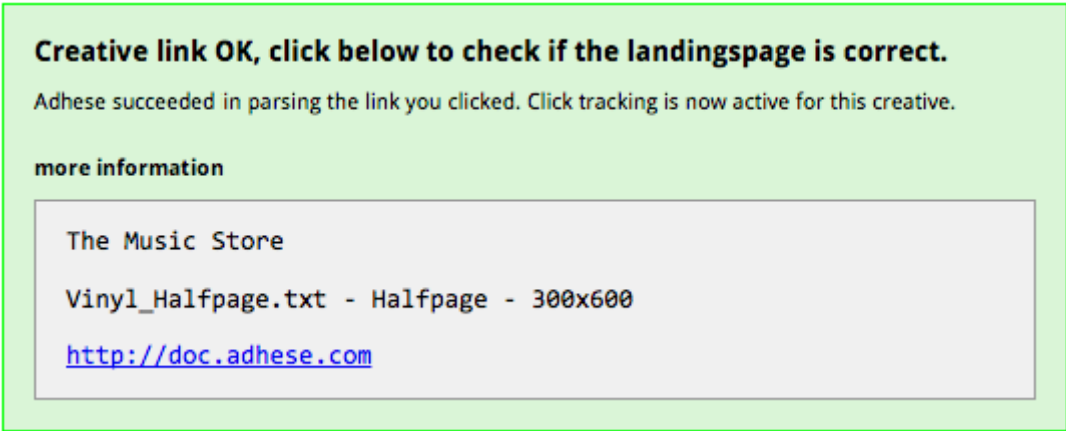 Creative link OK, click below to check if the landingspage is correct.
Adhese succeeded in parsing the link you clicked. Click tracking is now active for this creative.
more information
The Music Store
Vinyl_Halfpage.txt - Halfpage - 300x600
http://doc.adhese.com